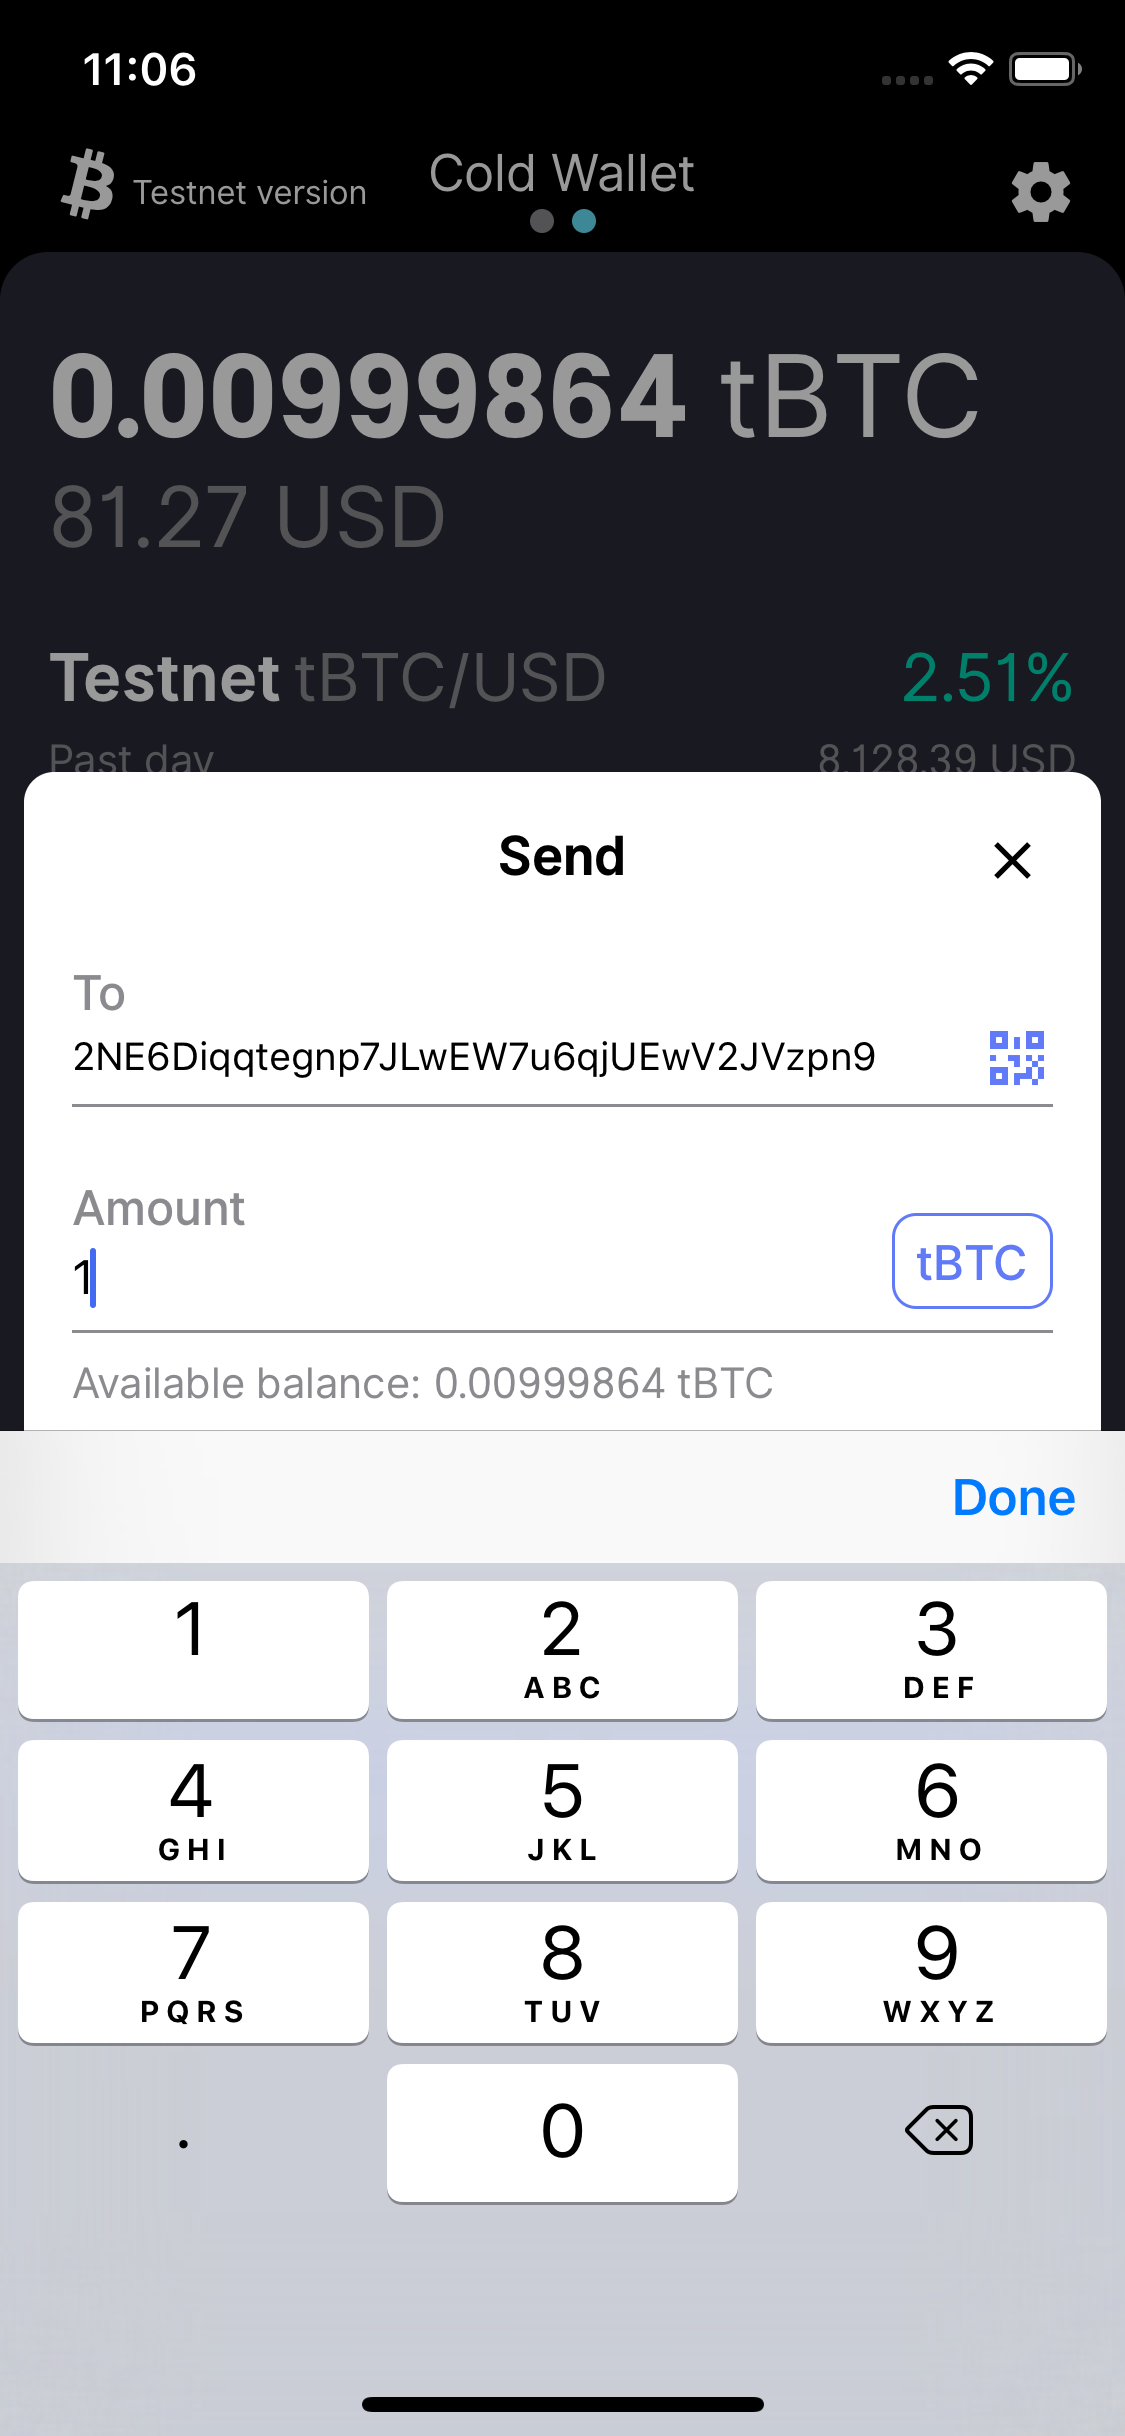 11:06
Testnet version
Cold Wallet
0.00999864 tBTC
81.27 USD
Testnet tBTC/USD
2.51%
Past day
8,128.39 USD
Send
To
2NE6Diqqtegnp7JLwEW7u6qjUEwV2JVzpn9
Amount
1
tBTC
Available balance: 0.00999864 tBTC
Done
1
2
ABC
3
DEF
4
GHI
5
JKL
6
MNO
7
PQRS
8
TUV
9
WXYZ
.
0